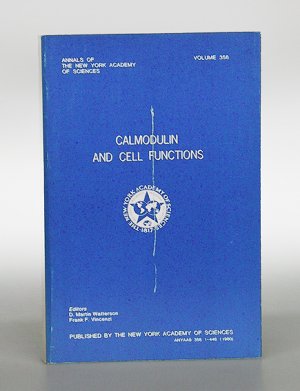 ANNALS OF
THE NEW YORK ACADEMY
OF SCIENCES
VOLUME 356
CALMODULIN
AND CELL FUNCTIONS
THE NEW YORK ACADEMY OF SCIENCES
·1817·
Editors
D. Martin Watterson
Frank F. Vincenzi
PUBLISHED BY THE NEW YORK ACADEMY OF SCIENCES
ANYAA9 356 1–446 (1980)